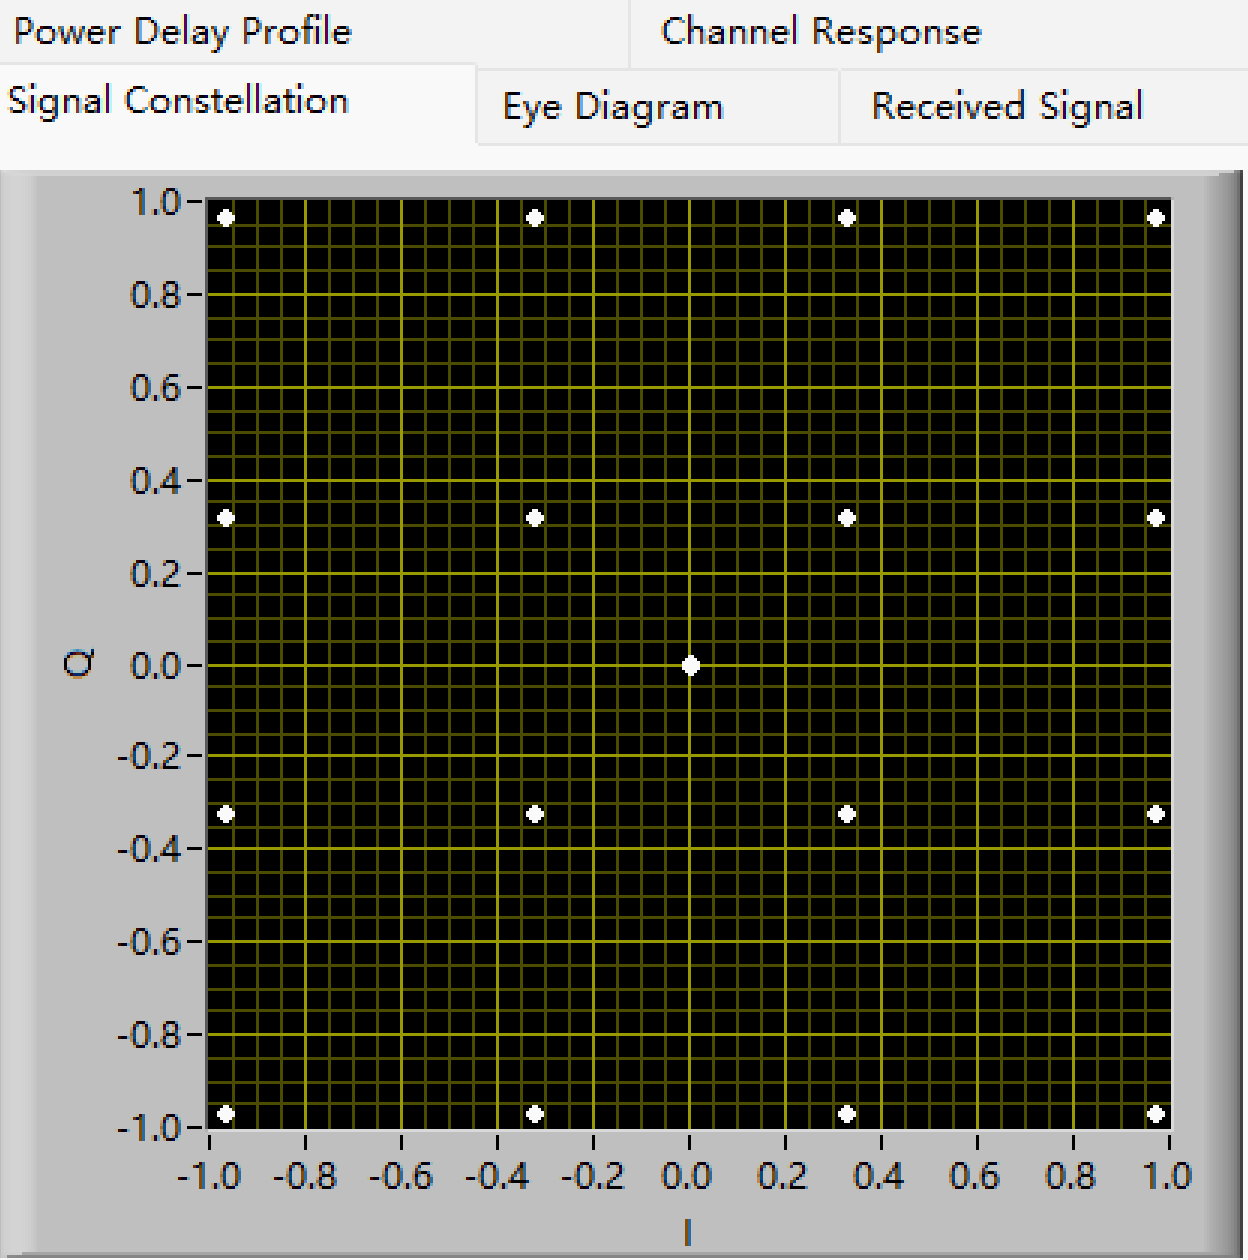 Power Delay Profile
Channel Response
Signal Constellation
Eye Diagram
Received Signal
1.0
0.8
0.6
0.4
0.2
0.0
-0.2
-0.4
-0.6
-0.8
-1.0
Q
-1.0 -0.8 -0.6 -0.4 -0.2 0.0 0.2 0.4 0.6 0.8 1.0
I